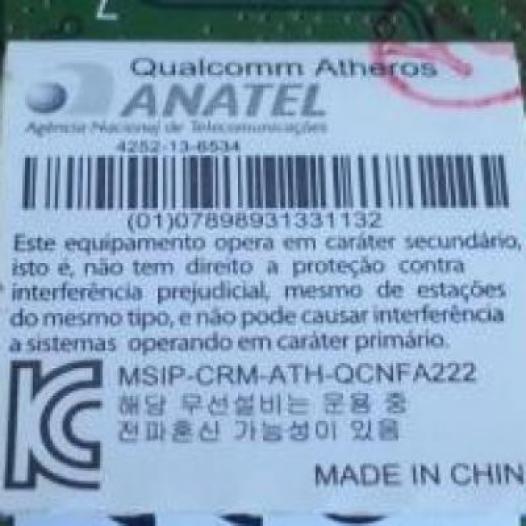 Qualcomm Atheros
ANATEL
Agência Nacional de Telecomunicações
4252-13-6534
(01)07898931331132
Este equipamento opera em caráter secundário,
isto é, não tem direito a proteção contra
interferência prejudicial, mesmo de estações
do mesmo tipo, e não pode causar interferência
a sistemas operando em caráter primário.
MSIP-CRM-ATH-QCNFA222
해당 무선설비는 운용 중
전파혼신 가능성이 있음
MADE IN CHIN